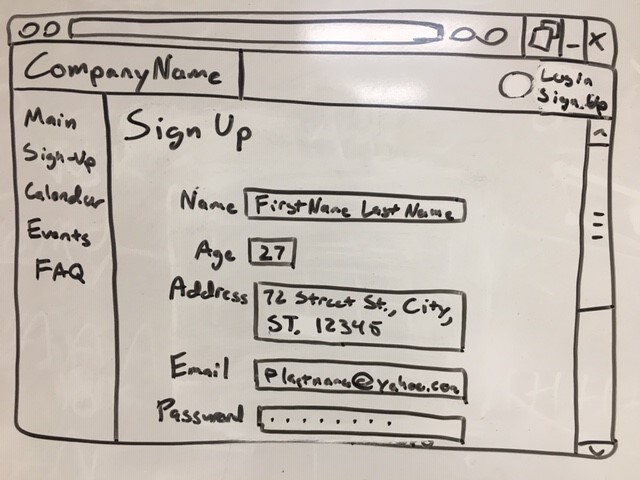 CompanyName
Login
Sign-Up
Main
Sign-Up
Calendar
Events
FAQ
Sign Up
Name FirstName LastName
Age 27
Address 72 Street St., City,
ST. 12345
Email flastname@yahoo.com
Password ........